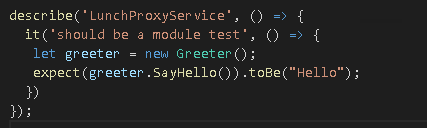 describe('LunchProxyService', () => {
  it('should be a module test', () => {
   let greeter = new Greeter();
   expect(greeter.SayHello()).toBe("Hello");
  })
});